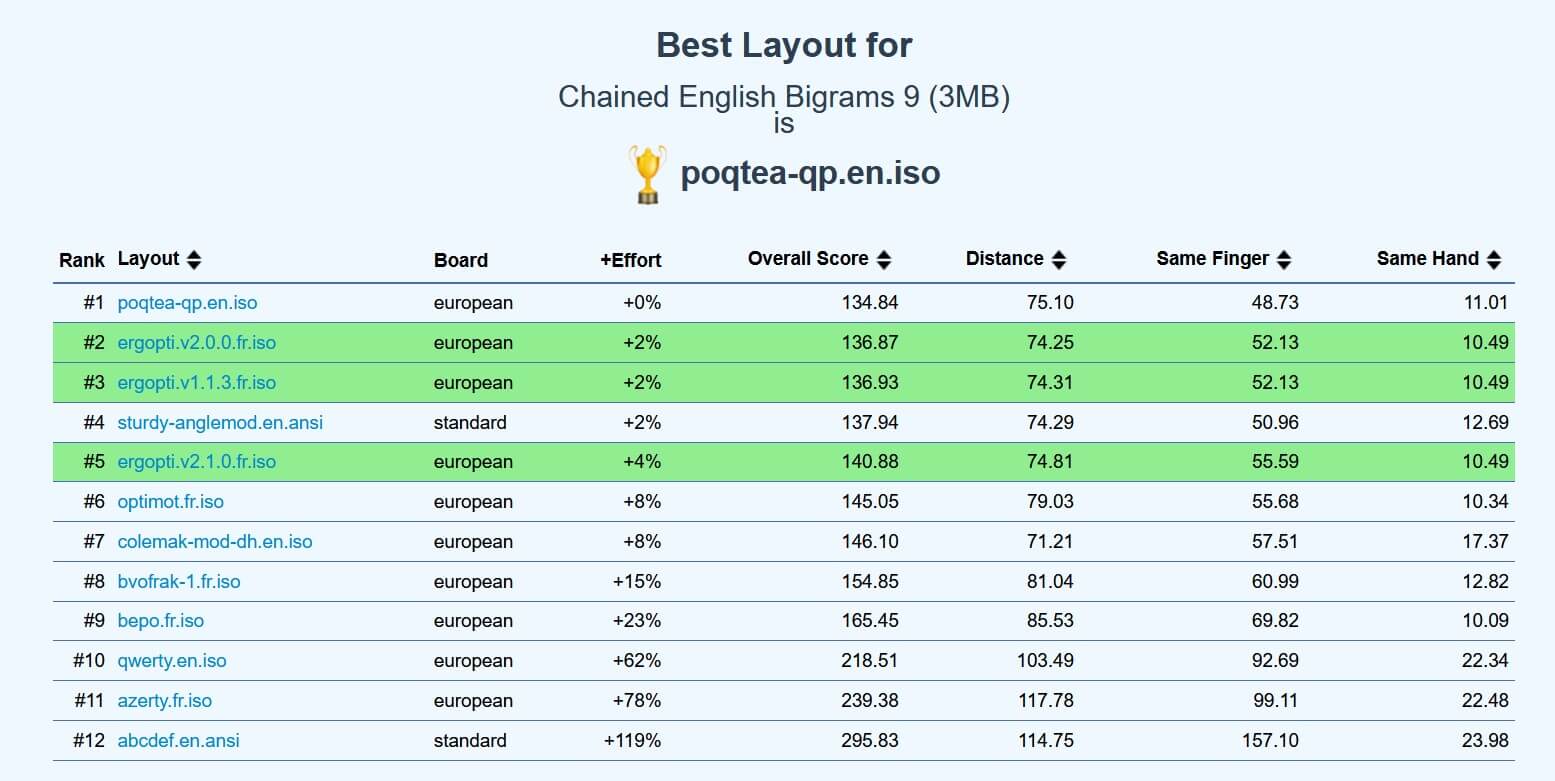 Best Layout for
Chained English Bigrams 9 (3MB)
is
poqtea-qp.en.iso
Rank Layout Board +Effort Overall Score Distance Same Finger Same Hand
#1 poqtea-qp.en.iso european +0% 134.84 75.10 48.73 11.01
#2 ergopti.v2.0.0.fr.iso european +2% 136.87 74.25 52.13 10.49
#3 ergopti.v1.1.3.fr.iso european +2% 136.93 74.31 52.13 10.49
#4 sturdy-anglemod.en.ansi standard +2% 137.94 74.29 50.96 12.69
#5 ergopti.v2.1.0.fr.iso european +4% 140.88 74.81 55.59 10.49
#6 optimot.fr.iso european +8% 145.05 79.03 55.68 10.34
#7 colemak-mod-dh.en.iso european +8% 146.10 71.21 57.51 17.37
#8 bvofrak-1.fr.iso european +15% 154.85 81.04 60.99 12.82
#9 bepo.fr.iso european +23% 165.45 85.53 69.82 10.09
#10 qwerty.en.iso european +62% 218.51 103.49 92.69 22.34
#11 azerty.fr.iso european +78% 239.38 117.78 99.11 22.48
#12 abcdef.en.ansi standard +119% 295.83 114.75 157.10 23.98